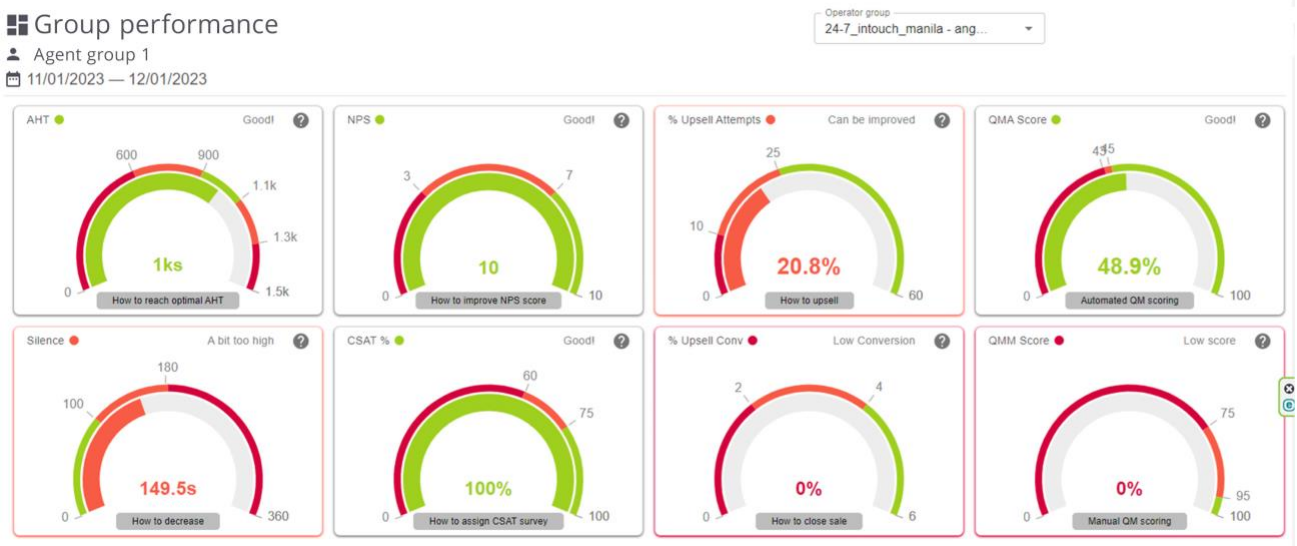 Group performance
Agent group 1
11/01/2023 — 12/01/2023
Operator group
24-7_intouch_manila - ang...
AHT
Good!
0
600
900
1.1k
1.3k
1.5k
1ks
How to reach optimal AHT
NPS
Good!
0
3
7
10
10
How to improve NPS score
% Upsell Attempts
Can be improved
0
10
25
60
20.8%
How to upsell
QMA Score
Good!
0
43
45
100
48.9%
Automated QM scoring
Silence
A bit too high
0
100
180
360
149.5s
How to decrease
CSAT %
Good!
0
60
75
100
100%
How to assign CSAT survey
% Upsell Conv
Low Conversion
0
2
4
6
0%
How to close sale
QMM Score
Low score
0
75
95
100
0%
Manual QM scoring